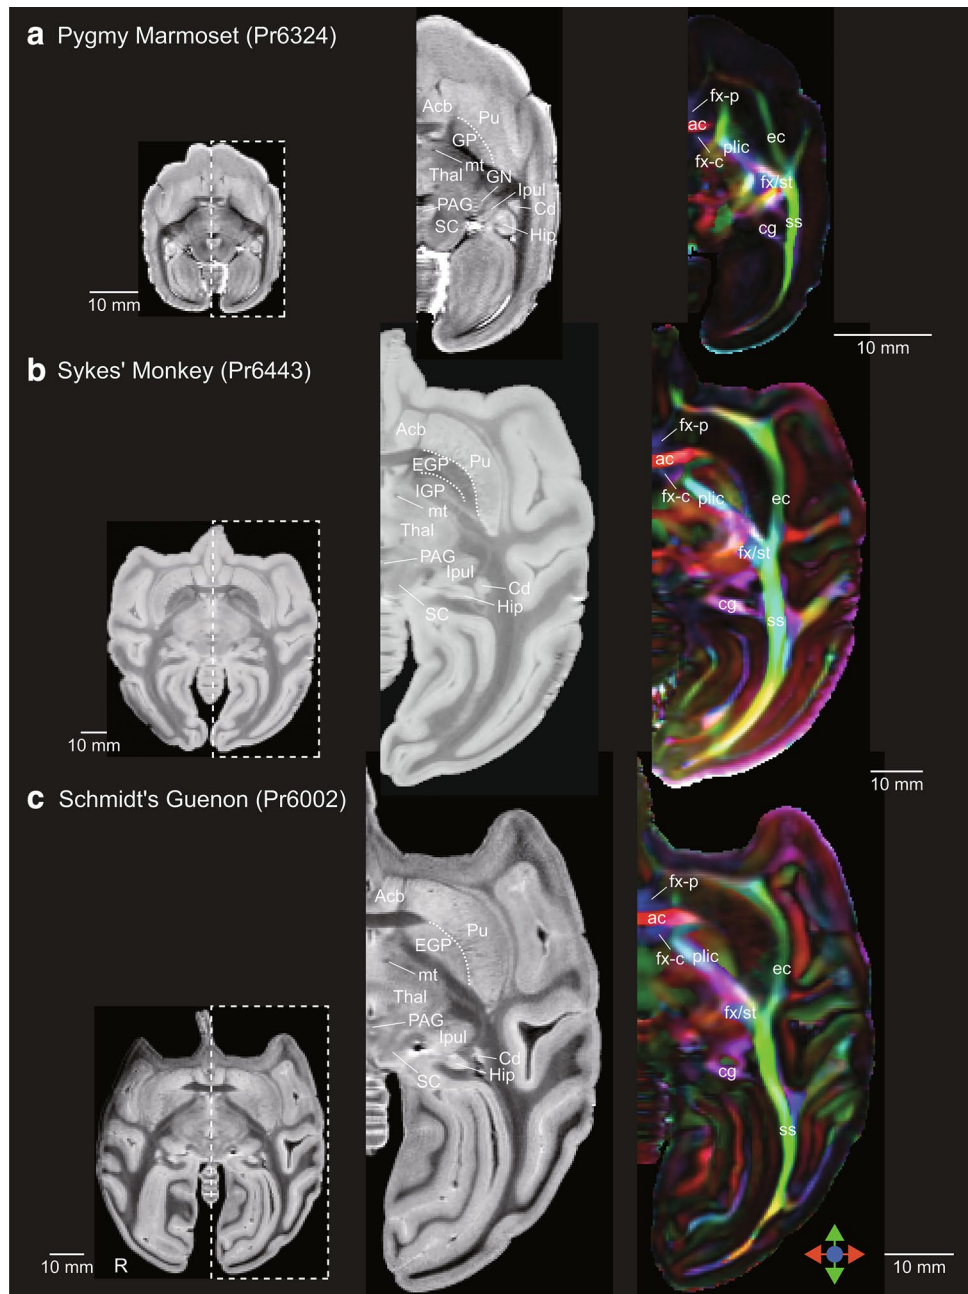 a Pygmy Marmoset (Pr6324)
Acb
Pu
GP
mt
Thal
GN
Ipul
PAG
Cd
SC
Hip
fx-p
ac
ec
plic
fx-c
fx/st
cg
ss
10 mm
10 mm
b Sykes' Monkey (Pr6443)
Acb
Pu
EGP
IGP
mt
Thal
PAG
Ipul
Cd
Hip
SC
fx-p
ac
fx-c
plic
ec
fx/st
cg
ss
10 mm
10 mm
c Schmidt's Guenon (Pr6002)
Acb
Pu
EGP
mt
Thal
PAG
Ipul
Cd
Hip
SC
fx-p
ac
fx-c
plic
ec
fx/st
cg
ss
10 mm
R
10 mm